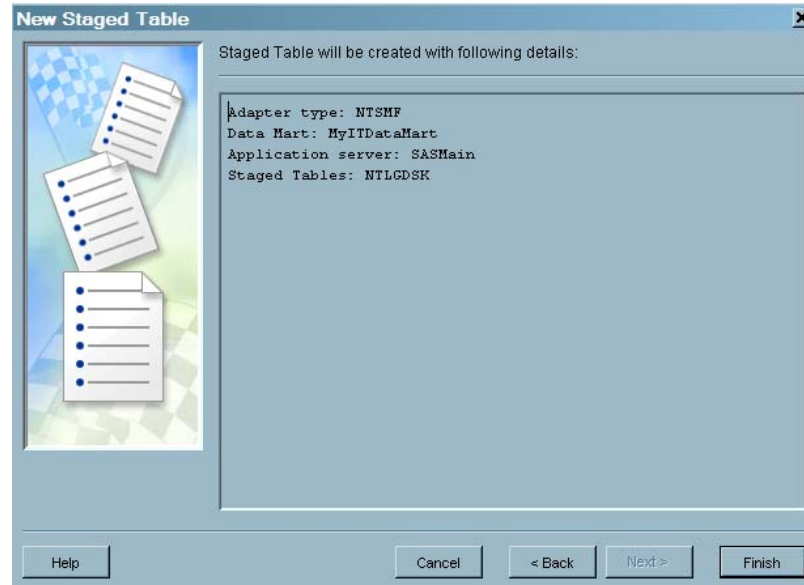 New Staged Table
Staged Table will be created with following details:
Adapter type: NTSMF
Data Mart: MyITDataMart
Application server: SASMain
Staged Tables: NTLGDSK
Help
Cancel
< Back
Next >
Finish